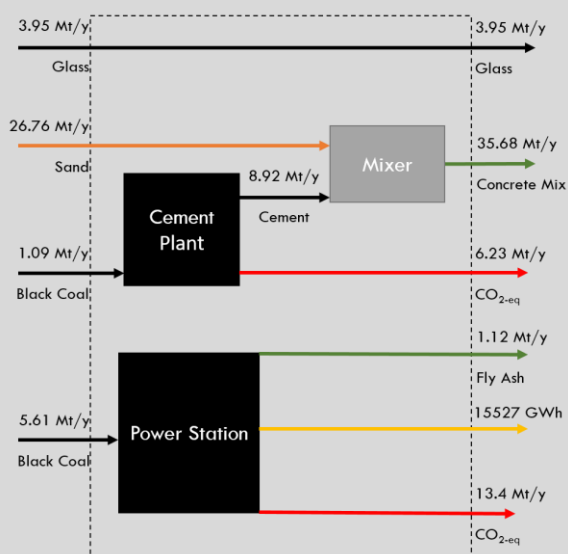 3.95 Mt/y
3.95 Mt/y
Glass
Glass
26.76 Mt/y
Sand
Mixer
35.68 Mt/y
Concrete Mix
8.92 Mt/y
Cement
Cement
Plant
1.09 Mt/y
Black Coal
6.23 Mt/y
CO₂₋eq
1.12 Mt/y
Fly Ash
5.61 Mt/y
Black Coal
Power Station
15527 GWh
13.4 Mt/y
CO₂₋eq